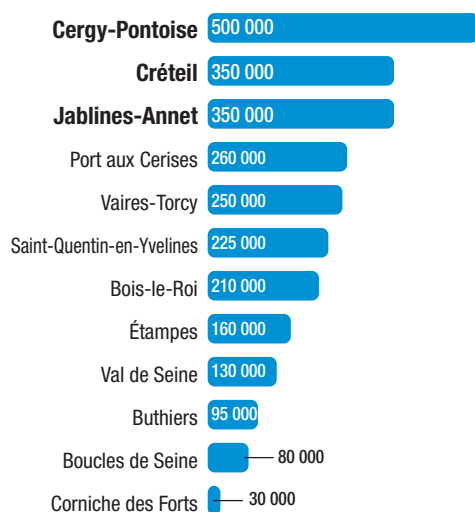 Cergy-Pontoise 500 000
Créteil 350 000
Jablines-Annet 350 000
Port aux Cerises 260 000
Vaires-Torcy 250 000
Saint-Quentin-en-Yvelines 225 000
Bois-le-Roi 210 000
Étampes 160 000
Val de Seine 130 000
Buthiers 95 000
Boucles de Seine 80 000
Corniche des Forts 30 000